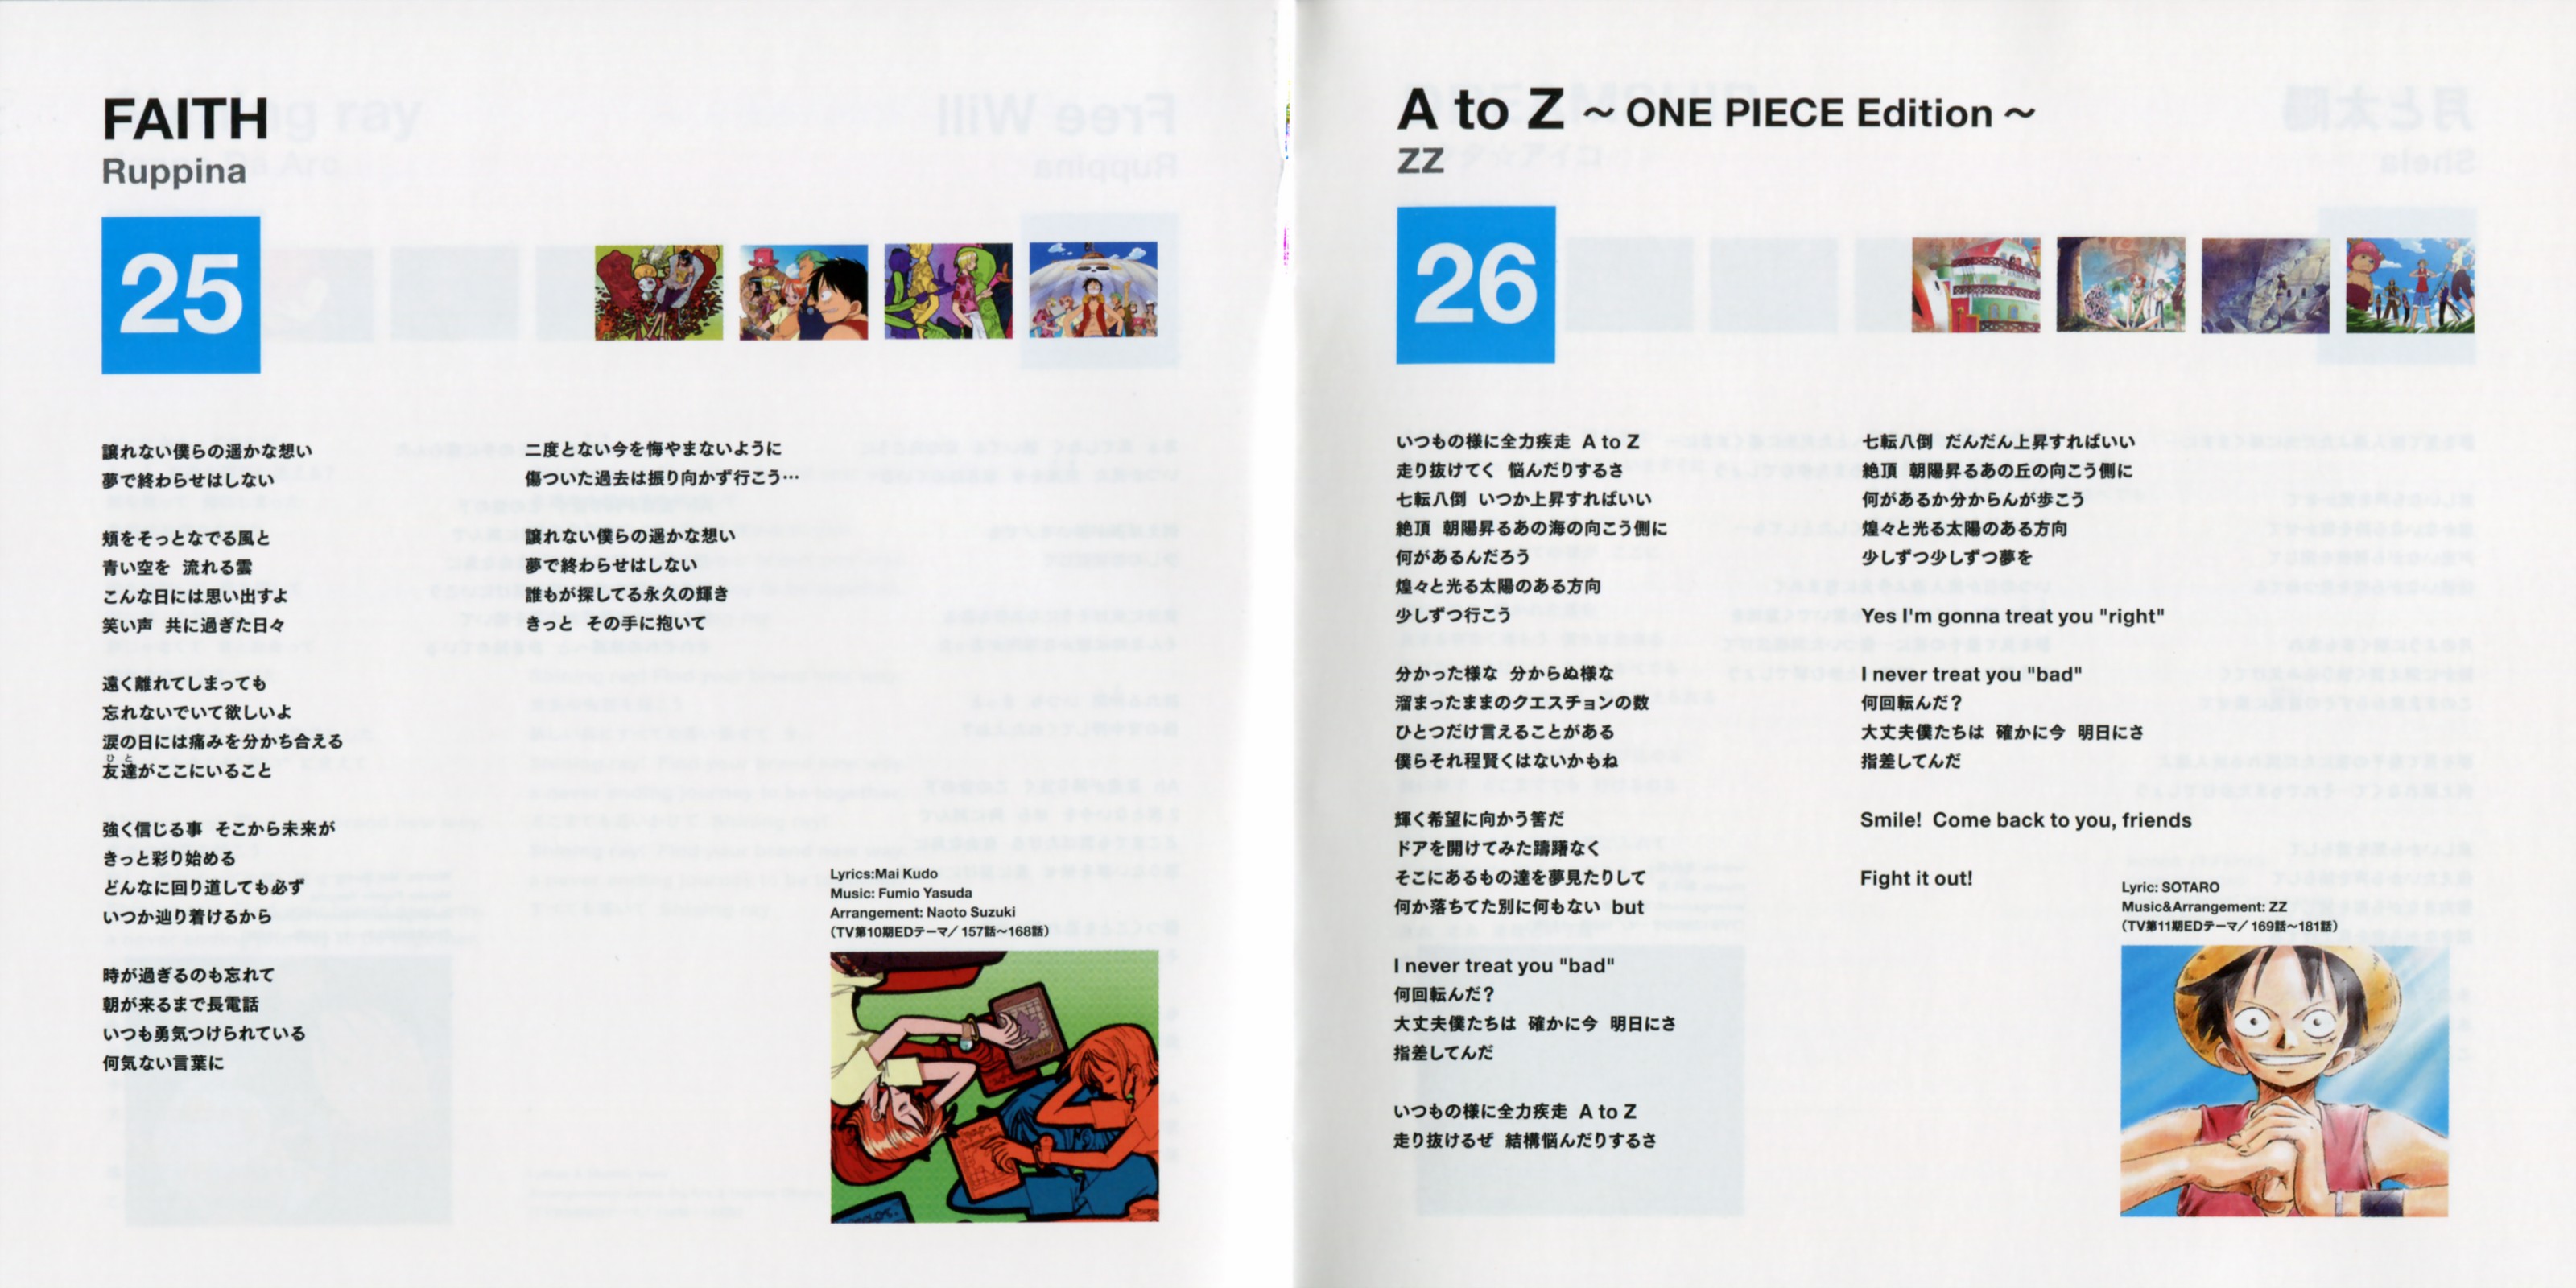 FAITH
Ruppina
25
譲れない僕らの遥かな想い
夢で終わらせはしない
頬をそっとなでる風と
青い空を 流れる雲
こんな日には思い出すよ
笑い声 共に過ぎた日々
遠く離れてしまっても
忘れないでいて欲しいよ
涙の日には痛みを分かち合える
ひと
友達がここにいること
強く信じる事 そこから未来が
きっと彩り始める
どんなに回り道しても必ず
いつか辿り着けるから
時が過ぎるのも忘れて
朝が来るまで長電話
いつも勇気つけられている
何気ない言葉に
二度とない今を悔やまないように
傷ついた過去は振り向かず行こう…
譲れない僕らの遥かな想い
夢で終わらせはしない
誰もが探してる永久の輝き
きっと その手に抱いて
Lyrics:Mai Kudo
Music: Fumio Yasuda
Arrangement: Naoto Suzuki
（TV第10期EDテーマ／157話〜168話）
A to Z 〜 ONE PIECE Edition 〜
ZZ
26
いつもの様に全力疾走 A to Z
走り抜けてく 悩んだりするさ
七転八倒 いつか上昇すればいい
絶頂 朝陽昇るあの海の向こう側に
何があるんだろう
煌々と光る太陽のある方向
少しずつ行こう
分かった様な 分からぬ様な
溜まったままのクエスチョンの数
ひとつだけ言えることがある
僕らそれ程賢くはないかもね
輝く希望に向かう筈だ
ドアを開けてみた躊躇なく
そこにあるもの達を夢見たりして
何か落ちてた別に何もない but
I never treat you "bad"
何回転んだ？
大丈夫僕たちは 確かに今 明日にさ
指差してんだ
いつもの様に全力疾走 A to Z
走り抜けるぜ 結構悩んだりするさ
七転八倒 だんだん上昇すればいい
絶頂 朝陽昇るあの丘の向こう側に
何があるか分からんが歩こう
煌々と光る太陽のある方向
少しずつ少しずつ夢を
Yes I'm gonna treat you "right"
I never treat you "bad"
何回転んだ？
大丈夫僕たちは 確かに今 明日にさ
指差してんだ
Smile! Come back to you, friends
Fight it out!
Lyric: SOTARO
Music&Arrangement: ZZ
（TV第11期EDテーマ／169話〜181話）